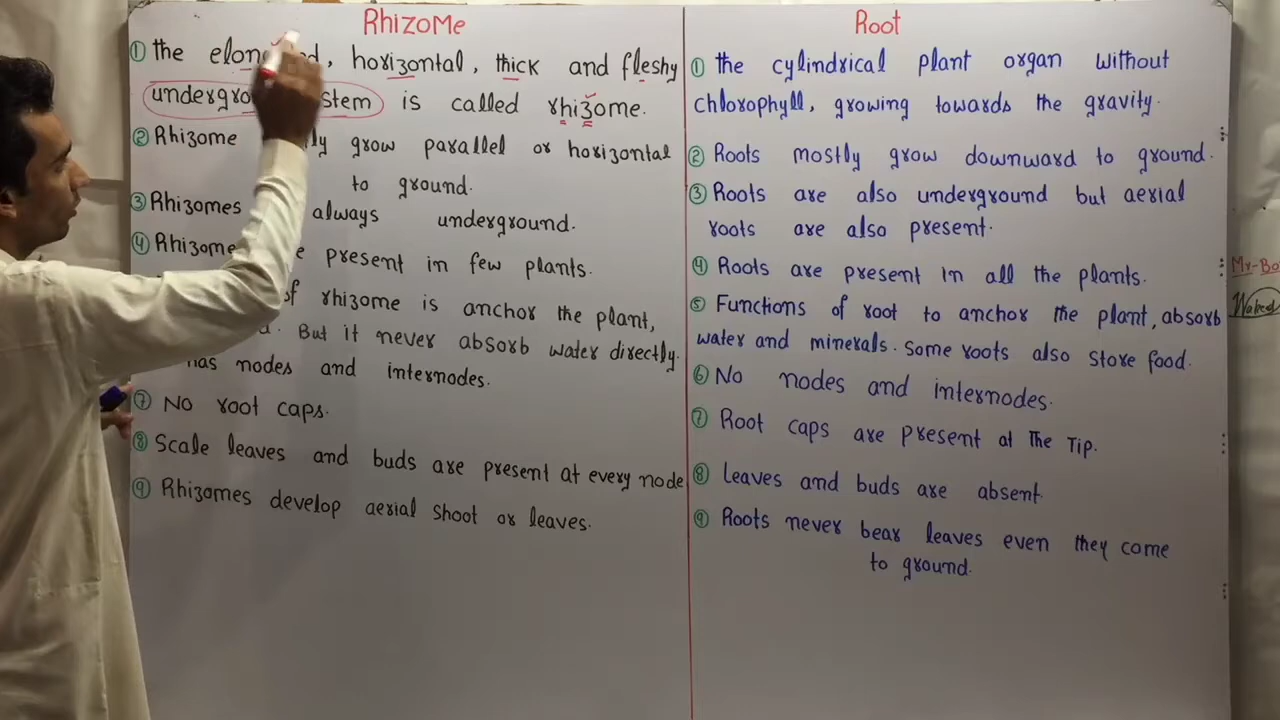 Rhizome
① the elon d, horizontal, thick and fleshy
undergro stem is called rhizome.
② Rhizome ly grow parallel or horizontal
to ground.
③ Rhizomes always underground.
④ Rhizome present in few plants.
of rhizome is anchor the plant,
But it never absorb water directly.
has nodes and internodes.
⑦ No root caps.
⑧ Scale leaves and buds are present at every node
⑨ Rhizomes develop aerial shoot or leaves.
Root
① the cylindrical plant organ without
chlorophyll, growing towards the gravity.
② Roots mostly grow downward to ground.
③ Roots are also underground but aerial
roots are also present.
④ Roots are present in all the plants.
⑤ Functions of root to anchor the plant, absorb
water and minerals. Some roots also store food.
⑥ No nodes and internodes.
⑦ Root caps are present at The Tip.
⑧ Leaves and buds are absent.
⑨ Roots never bear leaves even they come
to ground.